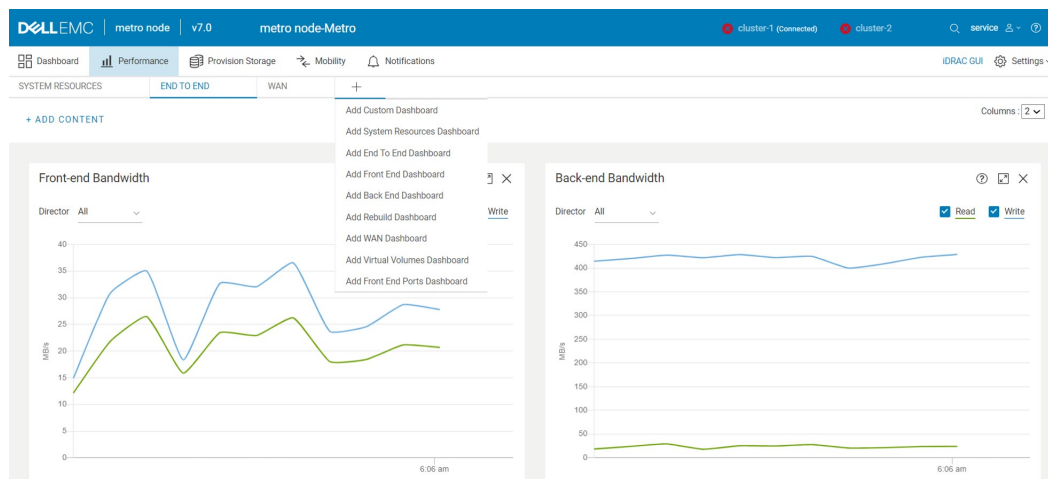 DELLEMC metro node v7.0 metro node-Metro cluster-1 (Connected) cluster-2 service
Dashboard Performance Provision Storage Mobility Notifications iDRAC GUI Settings
SYSTEM RESOURCES END TO END WAN +
+ ADD CONTENT
Columns : 2
Add Custom Dashboard
Add System Resources Dashboard
Add End To End Dashboard
Add Front End Dashboard
Add Back End Dashboard
Add Rebuild Dashboard
Add WAN Dashboard
Add Virtual Volumes Dashboard
Add Front End Ports Dashboard
Front-end Bandwidth
Director All Write
MB/s
40
35
30
25
20
15
10
5
0
6:06 am
Back-end Bandwidth
Director All Read Write
MB/s
450
400
350
300
250
200
150
100
50
0
6:06 am